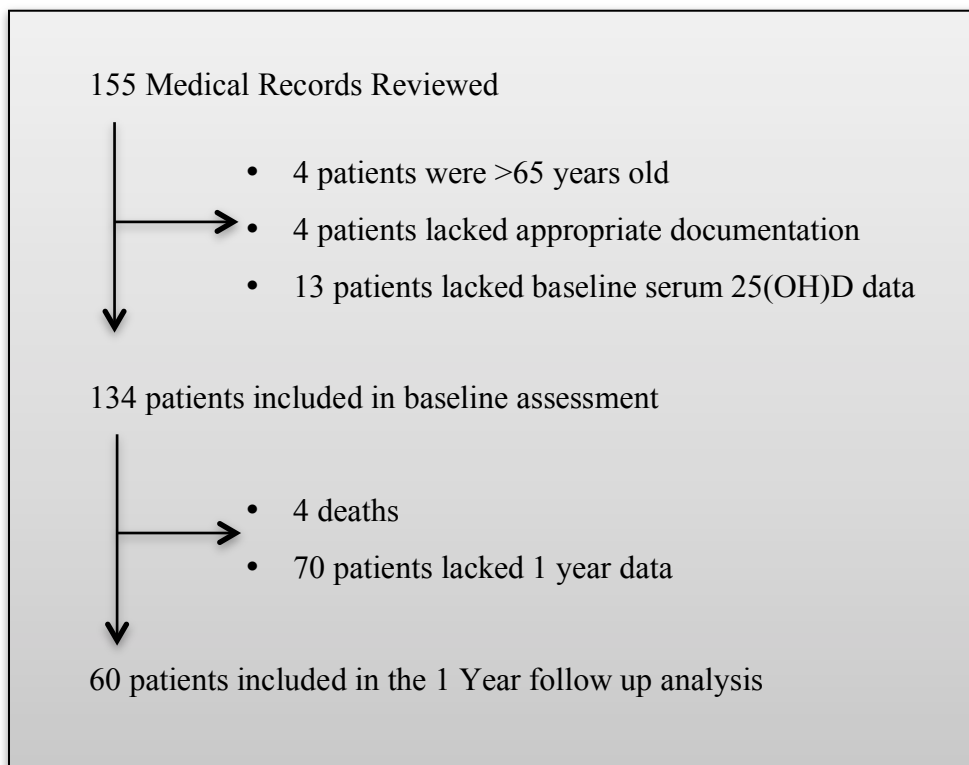 155 Medical Records Reviewed
• 4 patients were >65 years old
• 4 patients lacked appropriate documentation
• 13 patients lacked baseline serum 25(OH)D data
134 patients included in baseline assessment
• 4 deaths
• 70 patients lacked 1 year data
60 patients included in the 1 Year follow up analysis